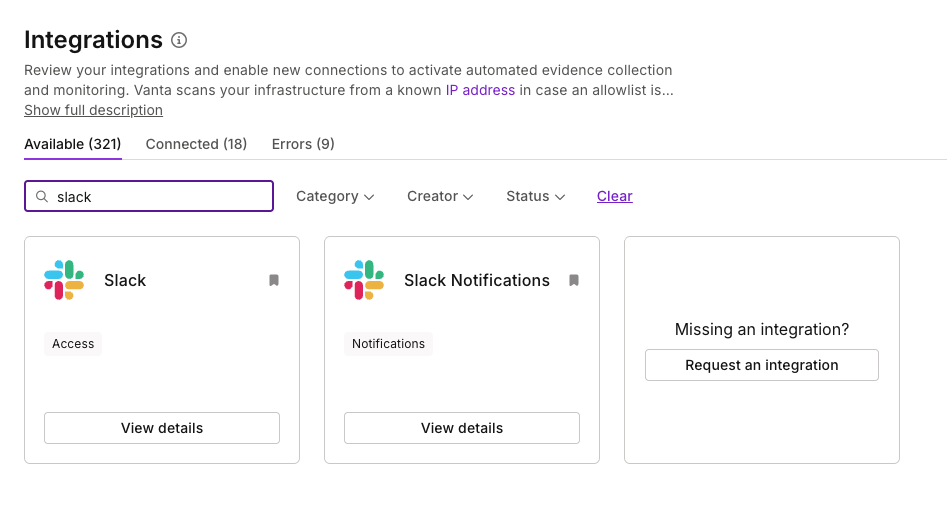 Integrations
Review your integrations and enable new connections to activate automated evidence collection
and monitoring. Vanta scans your infrastructure from a known IP address in case an allowlist is...
Show full description
Available (321) Connected (18) Errors (9)
slack Category Creator Status Clear
Slack Slack Notifications
Missing an integration?
Access Notifications
Request an integration
View details View details